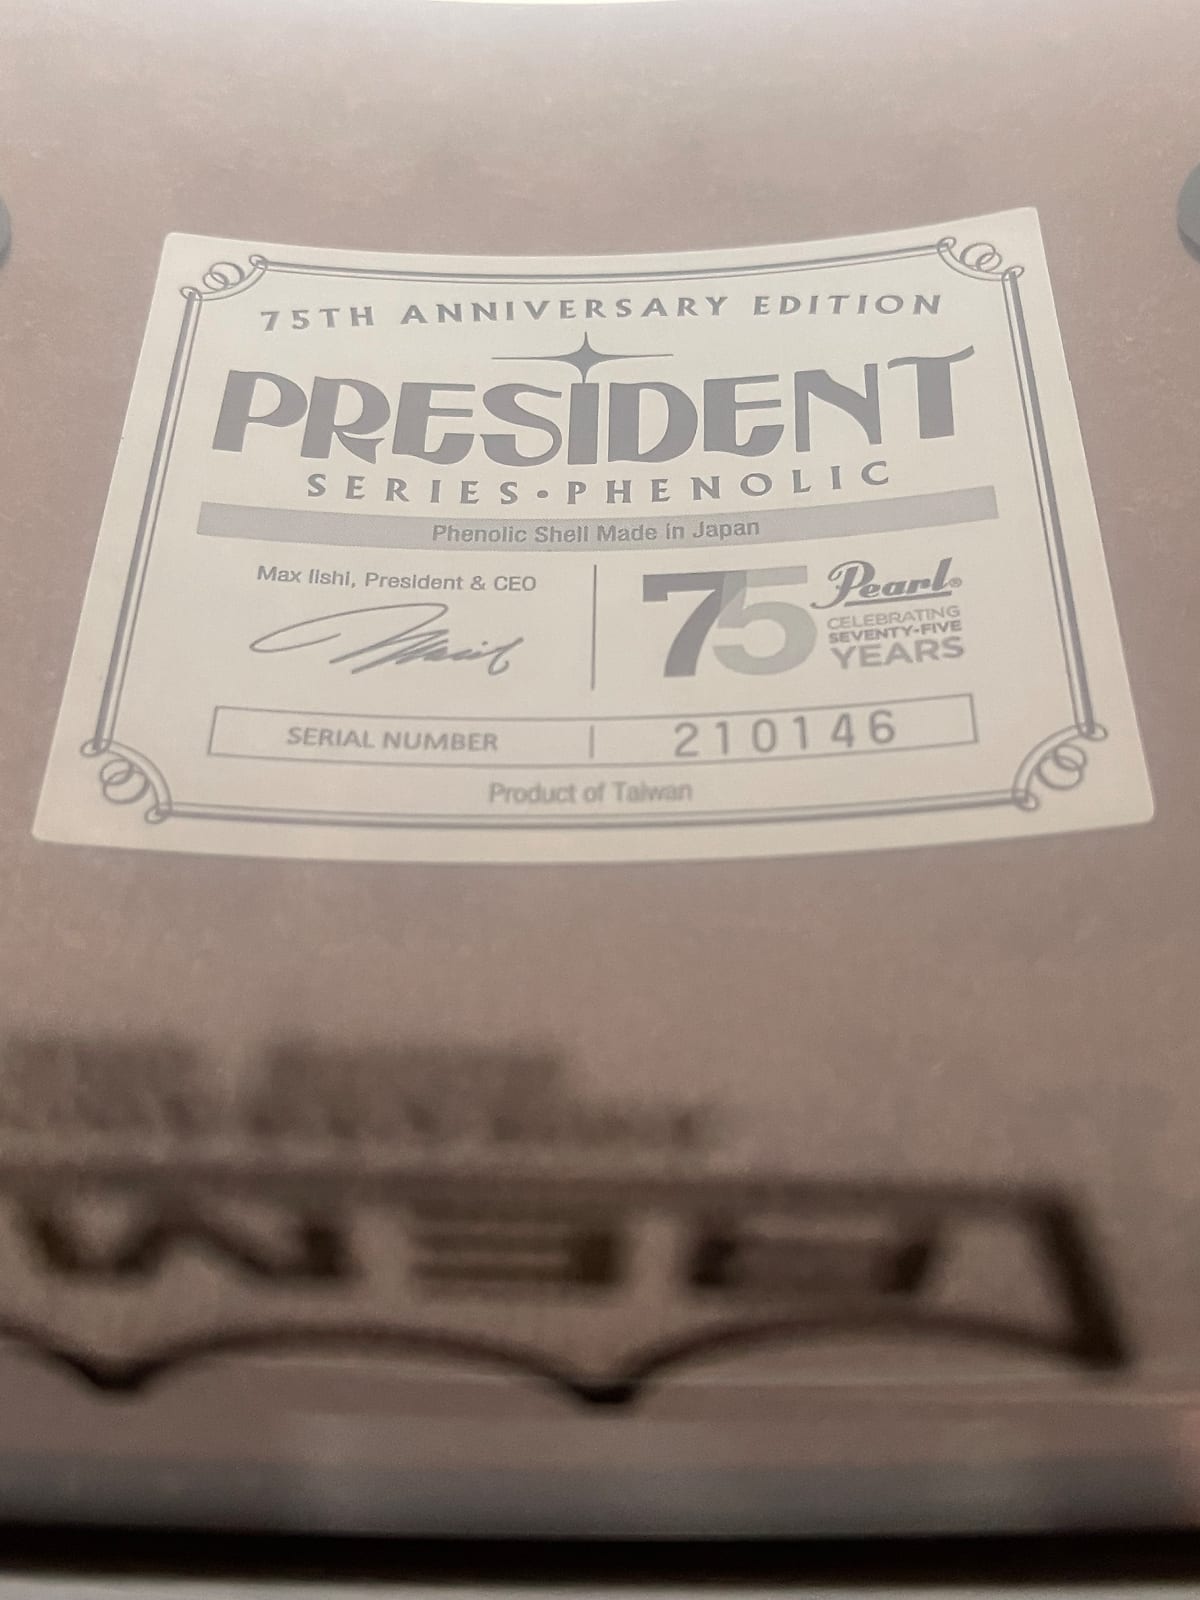 75TH ANNIVERSARY EDITION
PRESIDENT
SERIES • PHENOLIC
Phenolic Shell Made in Japan
Max Iishi, President & CEO
75 Pearl®
CELEBRATING
SEVENTY-FIVE
YEARS
SERIAL NUMBER | 210146
Product of Taiwan